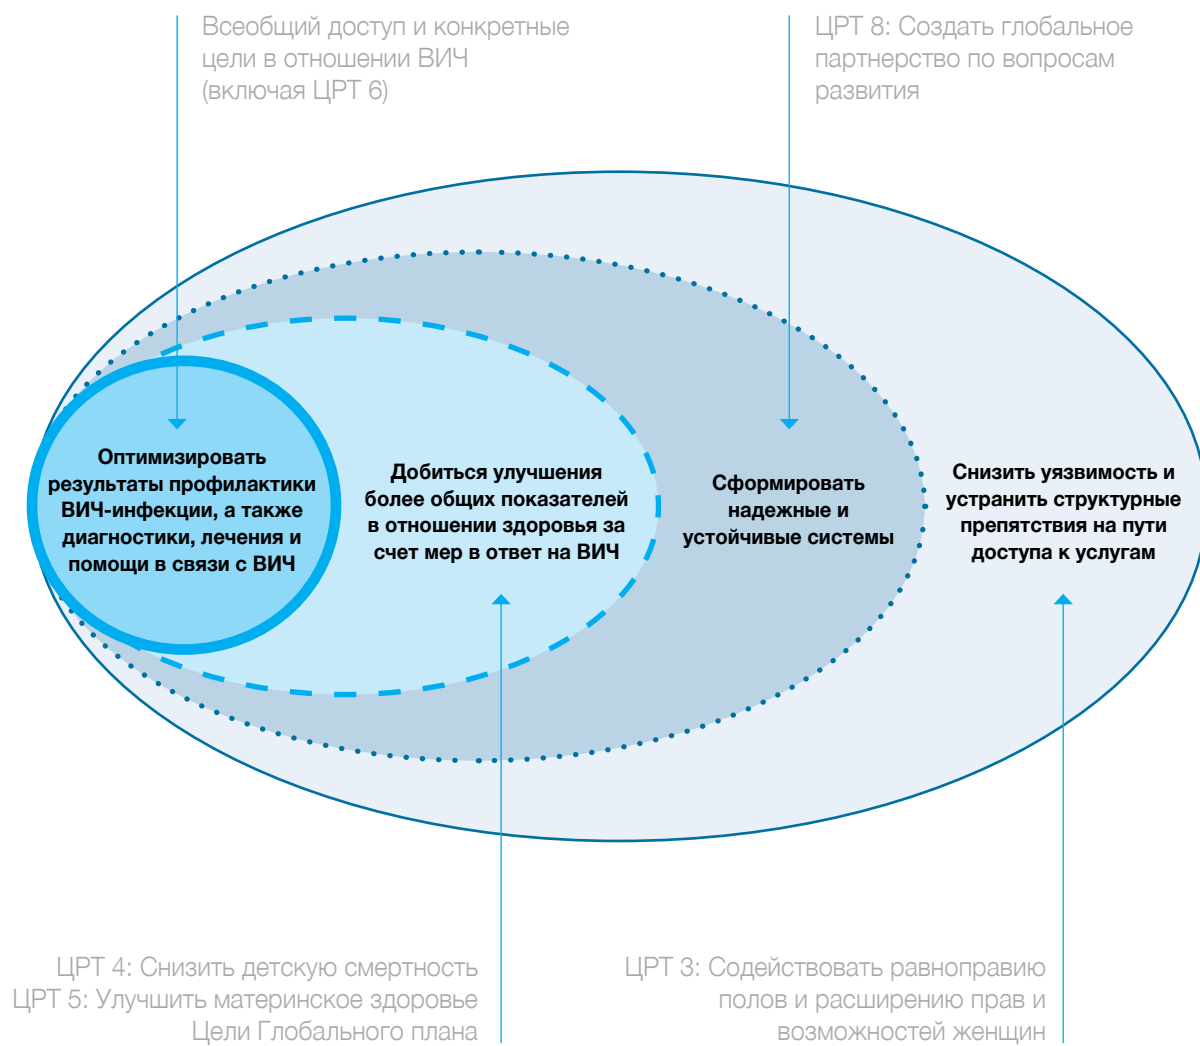 Всеобщий доступ и конкретные
цели в отношении ВИЧ
(включая ЦРТ 6)
ЦРТ 8: Создать глобальное
партнерство по вопросам
развития
Оптимизировать
результаты профилактики
ВИЧ-инфекции, а также
диагностики, лечения и
помощи в связи с ВИЧ
Добиться улучшения
более общих показателей
в отношении здоровья за
счет мер в ответ на ВИЧ
Сформировать
надежные и
устойчивые системы
Снизить уязвимость и
устранить структурные
препятствия на пути
доступа к услугам
ЦРТ 4: Снизить детскую смертность
ЦРТ 5: Улучшить материнское здоровье
Цели Глобального плана
ЦРТ 3: Содействовать равноправию
полов и расширению прав и
возможностей женщин